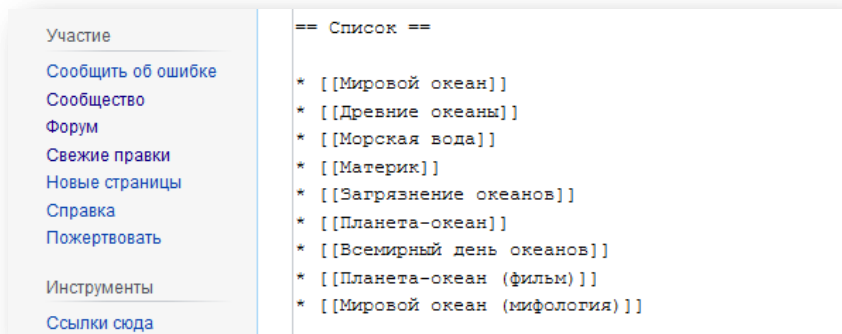 Участие
Сообщить об ошибке
Сообщество
Форум
Свежие правки
Новые страницы
Справка
Пожертвовать
Инструменты
Ссылки сюда
== Список ==
* [[Мировой океан]]
* [[Древние океаны]]
* [[Морская вода]]
* [[Материк]]
* [[Загрязнение океанов]]
* [[Планета-океан]]
* [[Всемирный день океанов]]
* [[Планета-океан (фильм)]]
* [[Мировой океан (мифология)]]